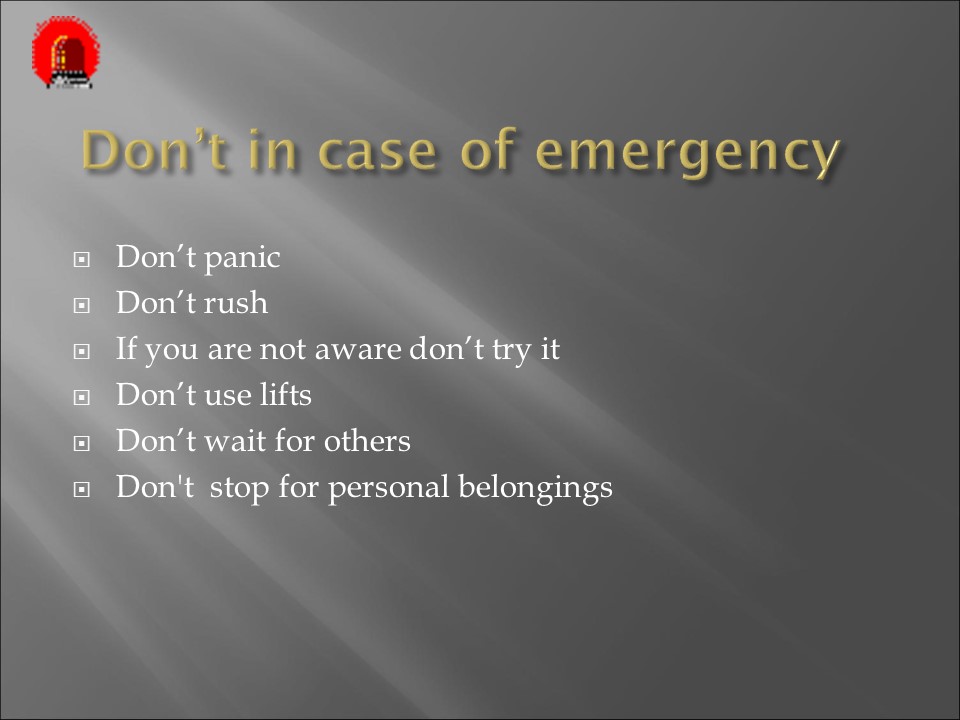 Don’t in case of emergency
Don’t panic
Don’t rush
If you are not aware don’t try it
Don’t use lifts
Don’t wait for others
Don't  stop for personal belongings